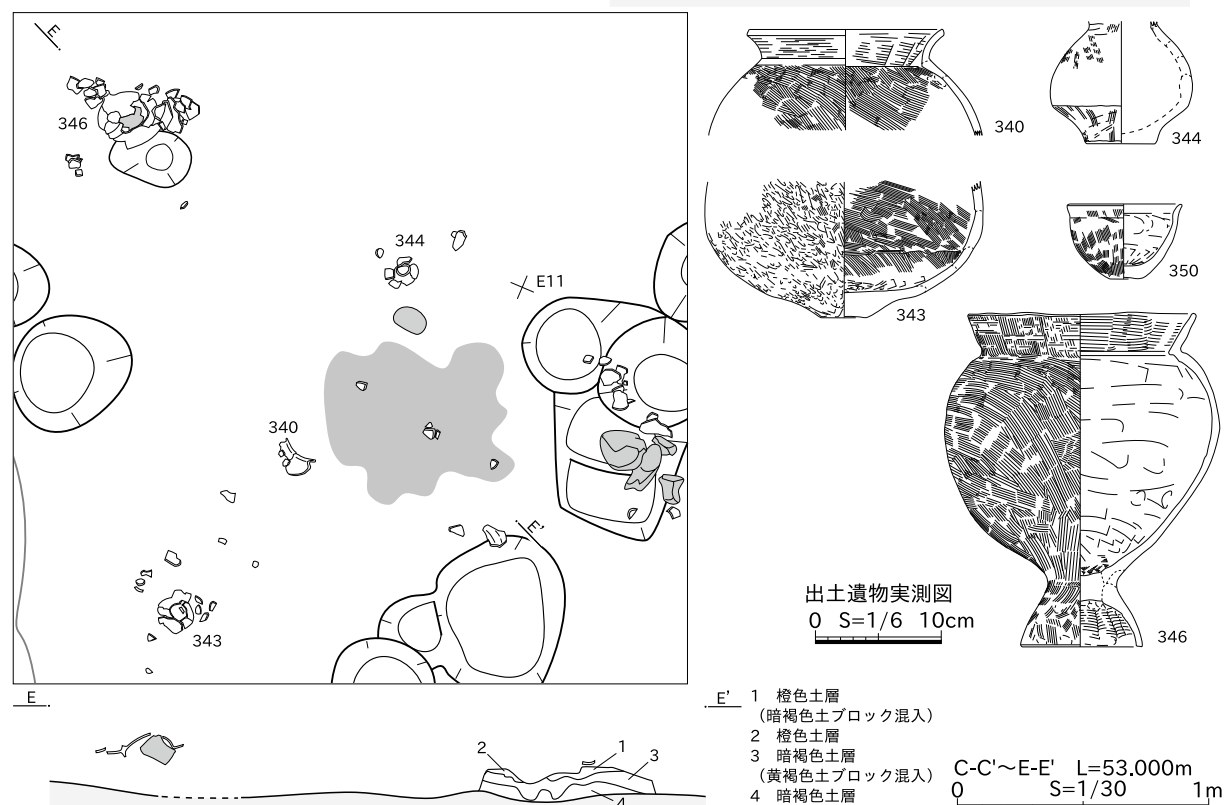 E
346
344
E11
340
343
E'
340
344
343
350
346
出土遺物実測図
0 S=1/6 10cm
E
E'
1 橙色土層
(暗褐色土ブロック混入)
2 橙色土層
3 暗褐色土層
(黄褐色土ブロック混入)
4 暗褐色土層
2
1
3
4
C-C'～E-E' L=53.000m
0 S=1/30 1m